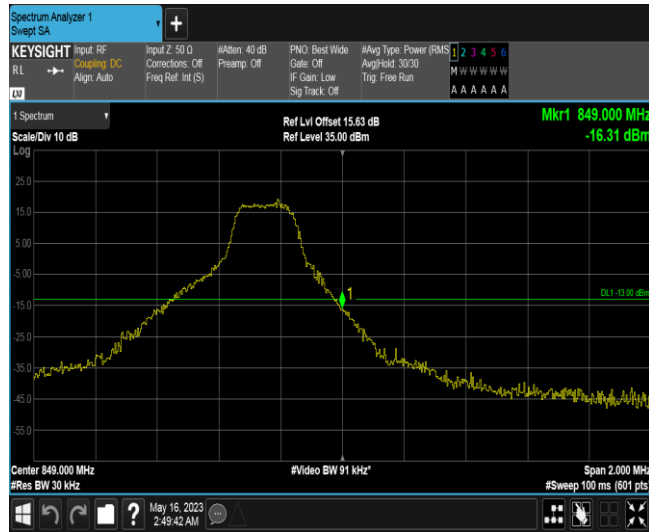 Spectrum Analyzer 1
Swept SA
KEYSIGHT
RL
LXI
Input: RF
Coupling: DC
Align: Auto
Input Z: 50 Ω
Corrections: Off
Freq Ref: Int (S)
#Atten: 40 dB
Preamp: Off
PNO: Best Wide
Gate: Off
IF Gain: Low
Sig Track: Off
#Avg Type: Power (RMS
Avg|Hold: 30/30
Trig: Free Run
1 2 3 4 5 6
M W W W W W
A A A A A A
1 Spectrum
Scale/Div 10 dB
Log
Ref Lvl Offset 15.63 dB
Ref Level 35.00 dBm
Mkr1 849.000 MHz
-16.31 dBm
25.0
15.0
5.00
-5.00
-15.0
-25.0
-35.0
-45.0
-55.0
1
DL1 -13.00 dBm
Center 849.000 MHz
#Res BW 30 kHz
#Video BW 91 kHz*
Span 2.000 MHz
#Sweep 100 ms (601 pts)
?
May 16, 2023
2:49:42 AM